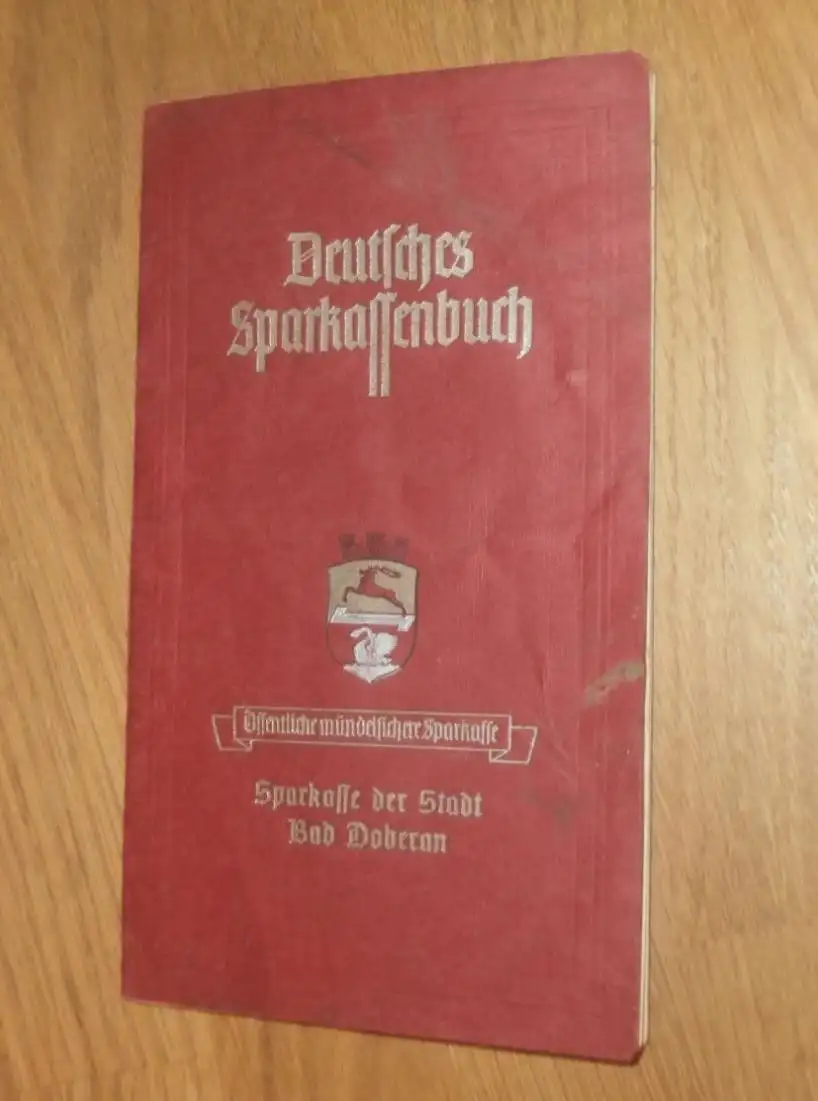 Deutsches
Sparkassenbuch
Öffentliche mündelsichere Sparkasse
Sparkasse der Stadt
Bad Doberan